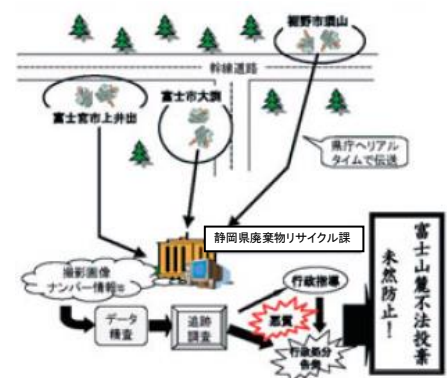 裾野市須山
幹線道路
富士宮市上井出
富士市大淵
県庁へリアル
タイムで伝送
静岡県廃棄物リサイクル課
撮影画像
ナンバー情報等
データ
精査
追跡
調査
行政指導
悪質
行政処分
告発
富士山麓不法投棄
未然防止！